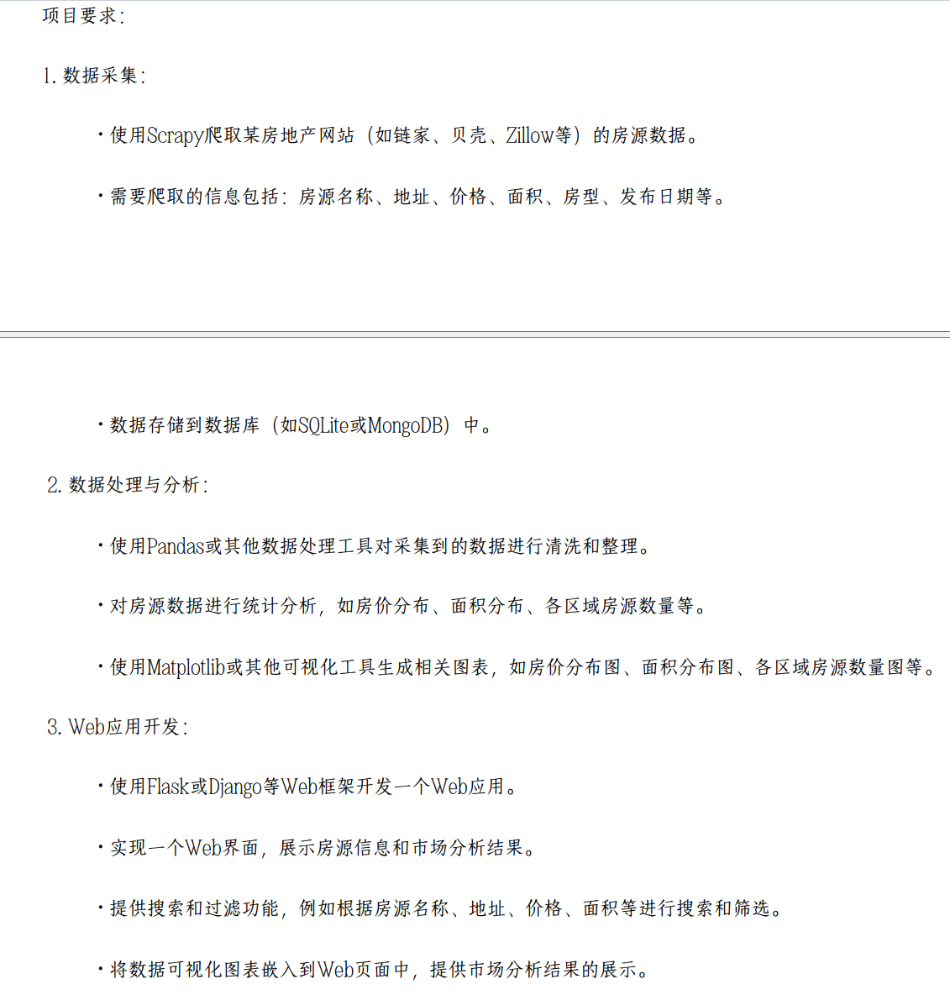 项目要求：
1. 数据采集：
·使用Scrapy爬取某房地产网站（如链家、贝壳、Zillow等）的房源数据。
·需要爬取的信息包括：房源名称、地址、价格、面积、房型、发布日期等。
·数据存储到数据库（如SQLite或MongoDB）中。
2. 数据处理与分析：
·使用Pandas或其他数据处理工具对采集到的数据进行清洗和整理。
·对房源数据进行统计分析，如房价分布、面积分布、各区域房源数量等。
·使用Matplotlib或其他可视化工具生成相关图表，如房价分布图、面积分布图、各区域房源数量图等。
3. Web应用开发：
·使用Flask或Django等Web框架开发一个Web应用。
·实现一个Web界面，展示房源信息和市场分析结果。
·提供搜索和过滤功能，例如根据房源名称、地址、价格、面积等进行搜索和筛选。
·将数据可视化图表嵌入到Web页面中，提供市场分析结果的展示。